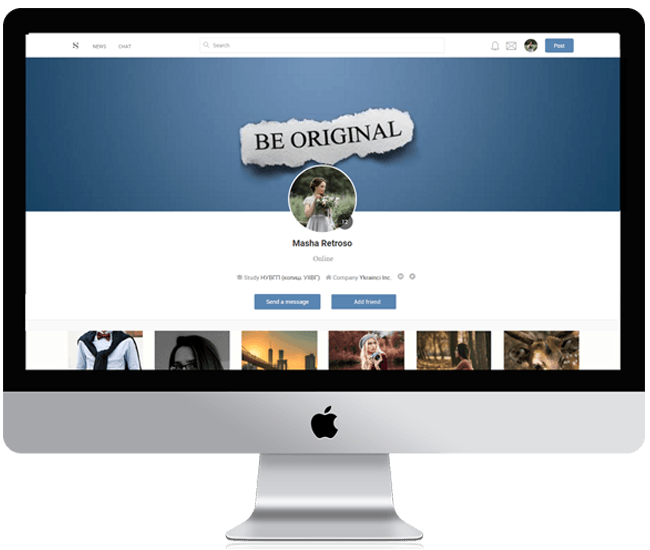 S NEWS CHAT Search Post
BE ORIGINAL
12
Masha Retroso
Online
Study НУВГП (колиш. УІІВГ) Company Ykrainci Inc.
Send a message Add friend